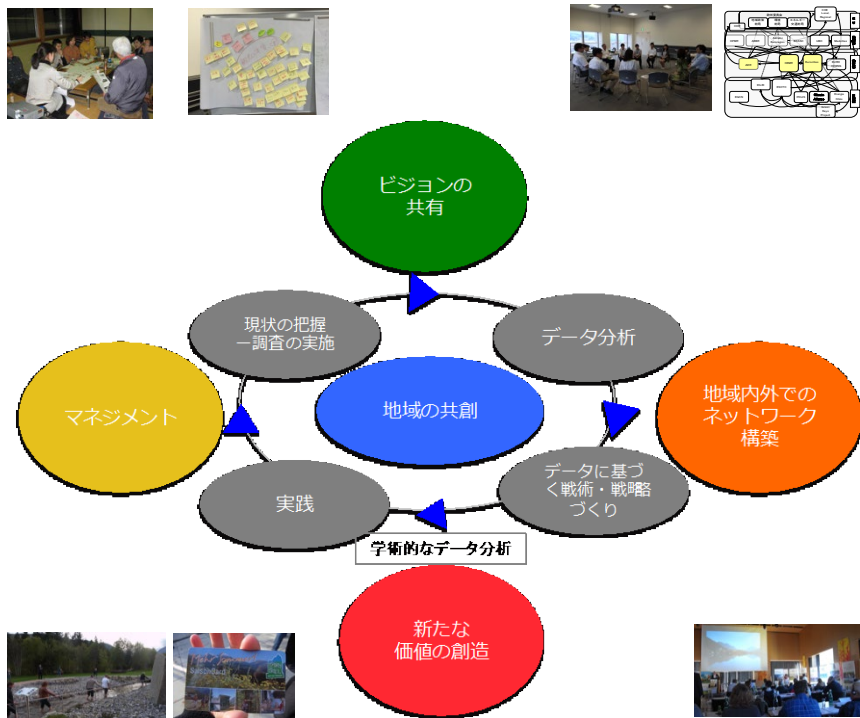 ビジョンの
共有
現状の把握
ー調査の実施
データ分析
マネジメント
地域の共創
地域内外での
ネットワーク
構築
実践
データに基づ
く戦術・戦略
づくり
学術的なデータ分析
新たな
価値の創造